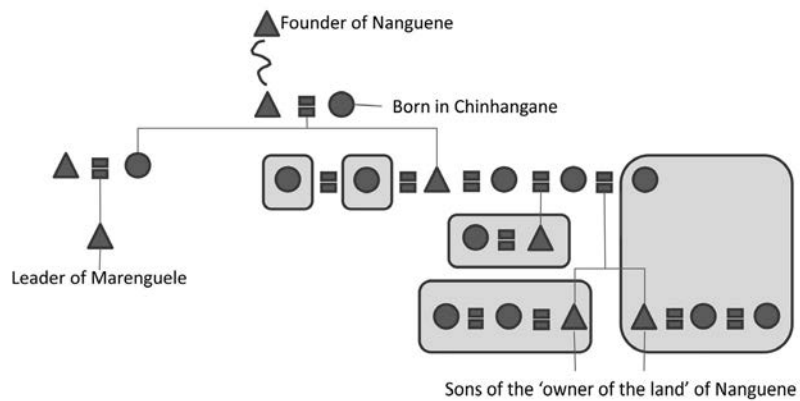 Founder of Nanguene
Born in Chinhangane
Leader of Marenguele
Sons of the ‘owner of the land’ of Nanguene